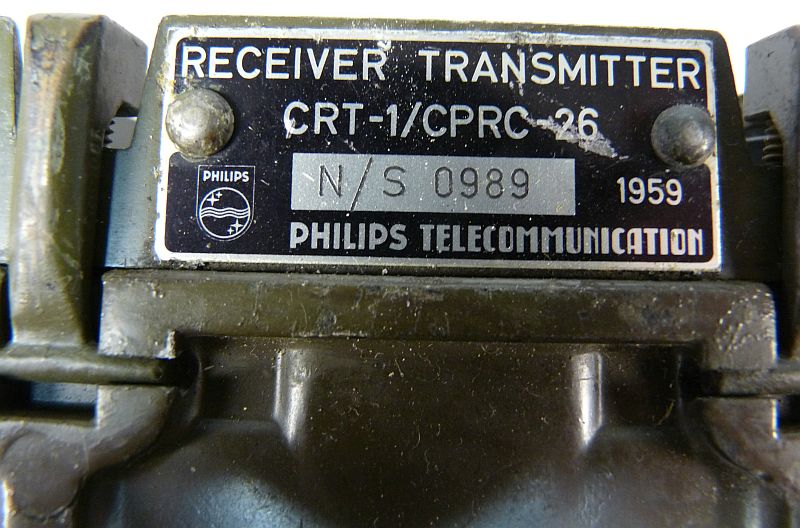 RECEIVER TRANSMITTER
CRT-1/CPRC-26
PHILIPS
N/S 0989
1959
PHILIPS TELECOMMUNICATION